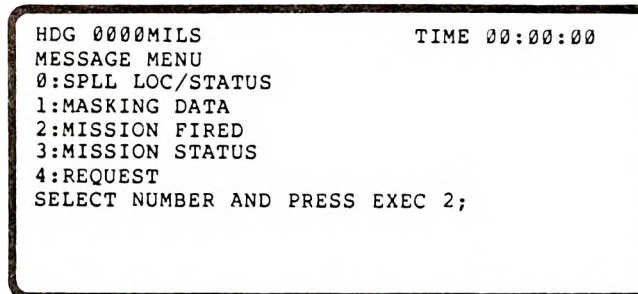 HDG 0000MILS TIME 00:00:00
MESSAGE MENU
0:SPLL LOC/STATUS
1:MASKING DATA
2:MISSION FIRED
3:MISSION STATUS
4:REQUEST
SELECT NUMBER AND PRESS EXEC 2;